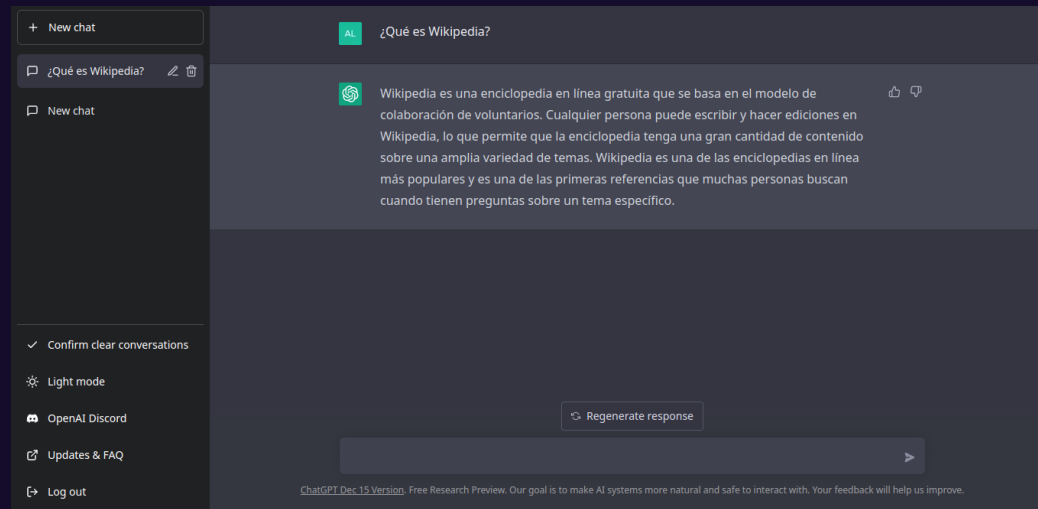 New chat
¿Qué es Wikipedia?
New chat
Confirm clear conversations
Light mode
OpenAI Discord
Updates & FAQ
Log out
AL
¿Qué es Wikipedia?
Wikipedia es una enciclopedia en línea gratuita que se basa en el modelo de
colaboración de voluntarios. Cualquier persona puede escribir y hacer ediciones en
Wikipedia, lo que permite que la enciclopedia tenga una gran cantidad de contenido
sobre una amplia variedad de temas. Wikipedia es una de las enciclopedias en línea
más populares y es una de las primeras referencias que muchas personas buscan
cuando tienen preguntas sobre un tema específico.
Regenerate response
ChatGPT Dec 15 Version. Free Research Preview. Our goal is to make AI systems more natural and safe to interact with. Your feedback will help us improve.